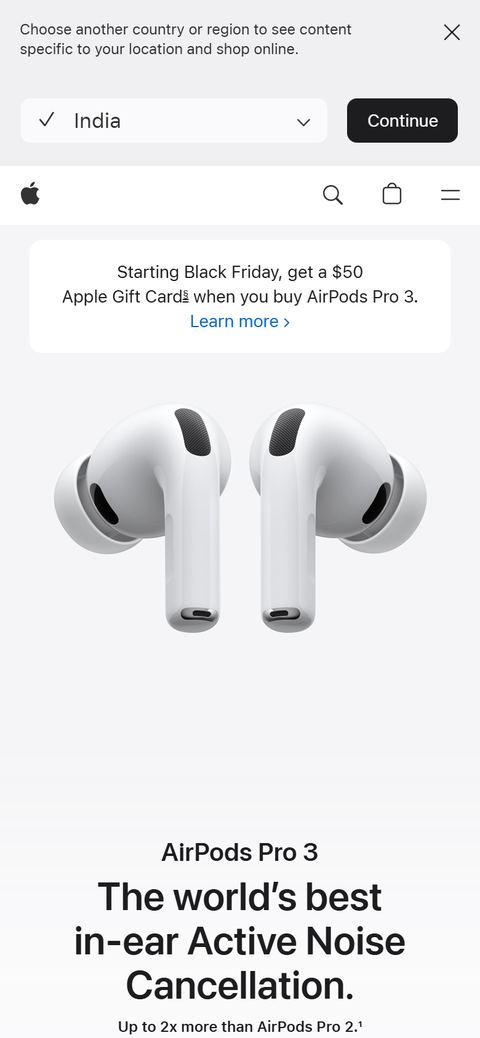 Choose another country or region to see content
specific to your location and shop online.
India
Continue
Starting Black Friday, get a $50
Apple Gift Card§ when you buy AirPods Pro 3.
Learn more >
AirPods Pro 3
The world’s best
in-ear Active Noise
Cancellation.
Up to 2x more than AirPods Pro 2.¹